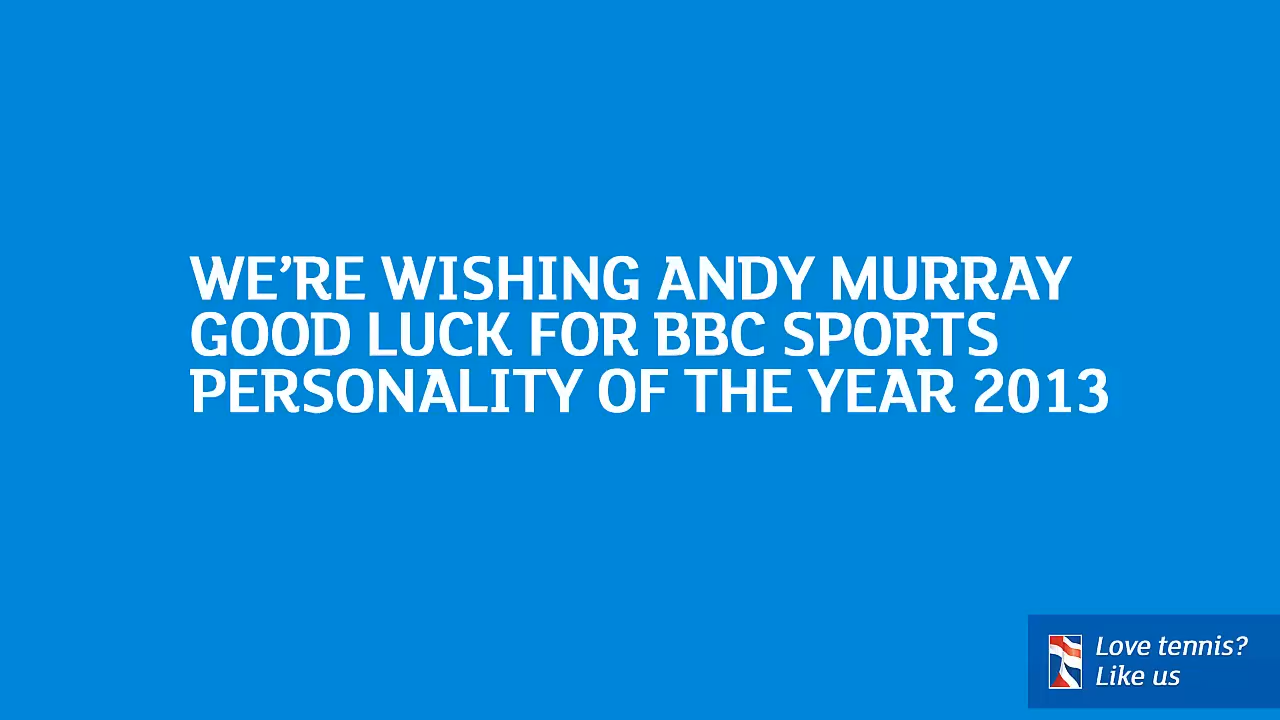 WE’RE WISHING ANDY MURRAY
GOOD LUCK FOR BBC SPORTS
PERSONALITY OF THE YEAR 2013
Love tennis?
Like us